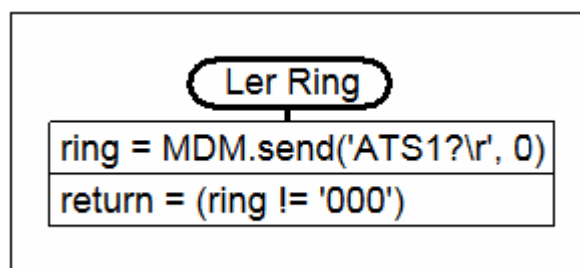 Ler Ring
ring = MDM.send('ATS1?\r', 0)
return = (ring != '000')